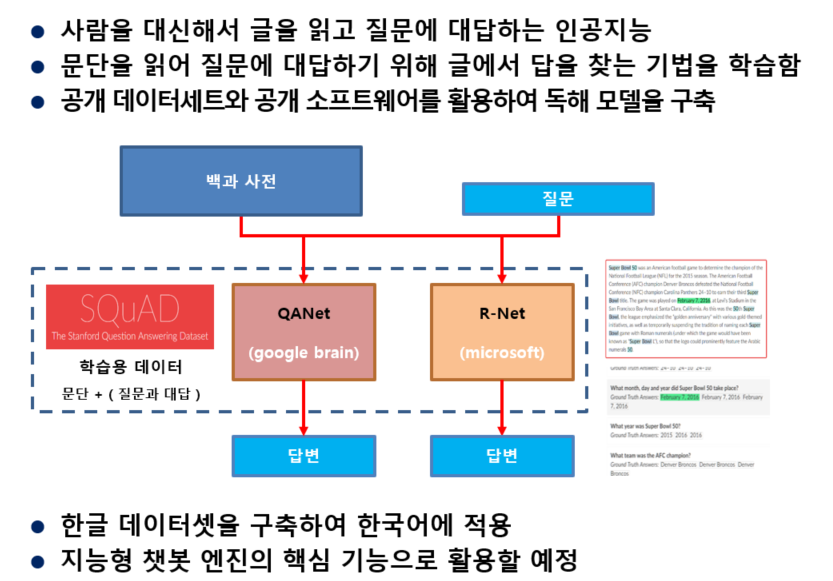 사람을 대신해서 글을 읽고 질문에 대답하는 인공지능
문단을 읽어 질문에 대답하기 위해 글에서 답을 찾는 기법을 학습함
공개 데이터세트와 공개 소프트웨어를 활용하여 독해 모델을 구축
백과 사전
질문
SQuAD
The Stanford Question Answering Dataset
학습용 데이터
문단 + ( 질문과 대답 )
QANet
(google brain)
R-Net
(microsoft)
답변
답변
Super Bowl 50 was an American football game to determine the champion of the
National Football League (NFL) for the 2015 season. The American Football
Conference (AFC) champion Denver Broncos defeated the National Football
Conference (NFC) champion Carolina Panthers 24–10 to earn their third Super
Bowl title. The game was played on February 7, 2016, at Levi's Stadium in the
San Francisco Bay Area at Santa Clara, California. As this was the 50th Super
Bowl, the league emphasized the "golden anniversary" with various gold-themed
initiatives, as well as temporarily suspending the tradition of naming each Super
Bowl game with Roman numerals (under which the game would have been
known as "Super Bowl L"), so that the logo could prominently feature the Arabic
numerals 50.
Ground Truth Answers: 24–10 24–10 24–10
What month, day and year did Super Bowl 50 take place?
Ground Truth Answers: February 7, 2016 February 7, 2016 February
7, 2016
What year was Super Bowl 50?
Ground Truth Answers: 2015 2016 2016
What team was the AFC champion?
Ground Truth Answers: Denver Broncos Denver Broncos Denver
Broncos
한글 데이터셋을 구축하여 한국어에 적용
지능형 챗봇 엔진의 핵심 기능으로 활용할 예정